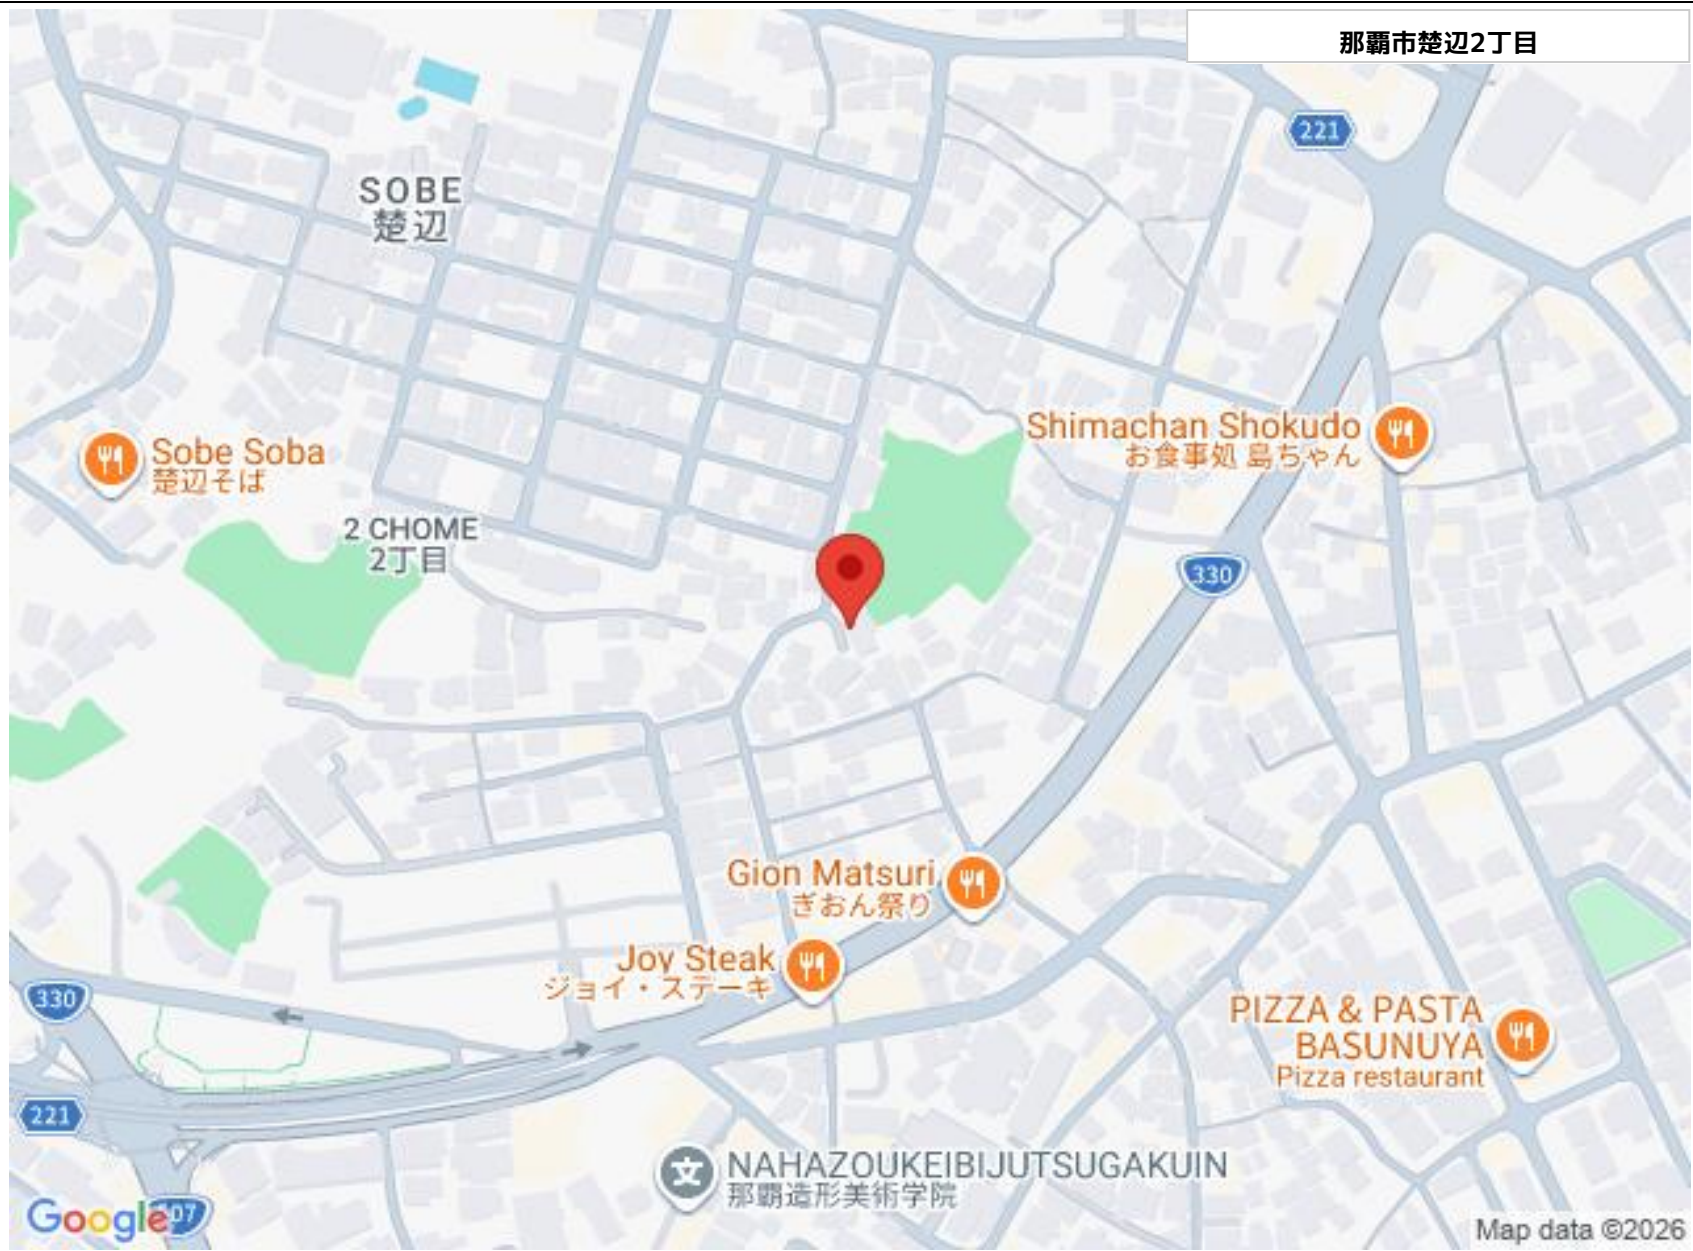 那覇市楚辺2丁目
221
SOBE
楚辺
Shimachan Shokudo
お食事処 島ちゃん
Sobe Soba
楚辺そば
2 CHOME
2丁目
330
Gion Matsuri
ぎおん祭り
Joy Steak
ジョイ・ステーキ
330
PIZZA & PASTA
BASUNUYA
Pizza restaurant
221
NAHAZOUKEIBIJUTSUGAKUIN
那覇造形美術学院
Google
Map data ©2026